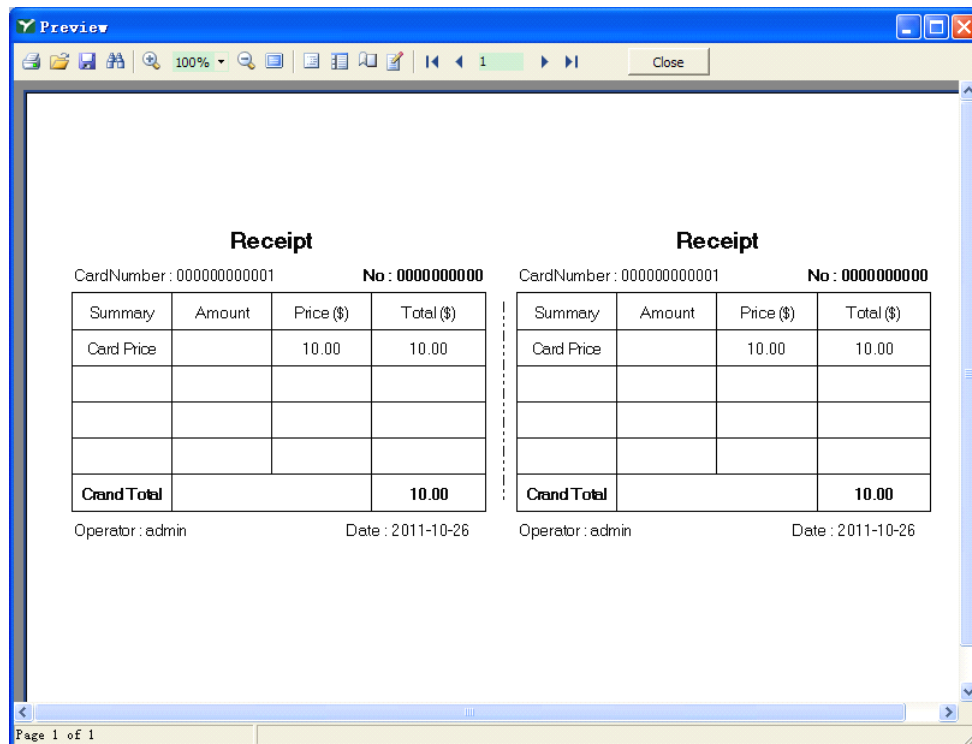 Preview
100% 1 Close
Receipt Receipt
CardNumber : 000000000001 No : 0000000000 CardNumber : 000000000001 No : 0000000000
Summary Amount Price ($) Total ($) Summary Amount Price ($) Total ($)
Card Price 10.00 10.00 Card Price 10.00 10.00
Crand Total 10.00 Crand Total 10.00
Operator : admin Date : 2011-10-26 Operator : admin Date : 2011-10-26
Page 1 of 1